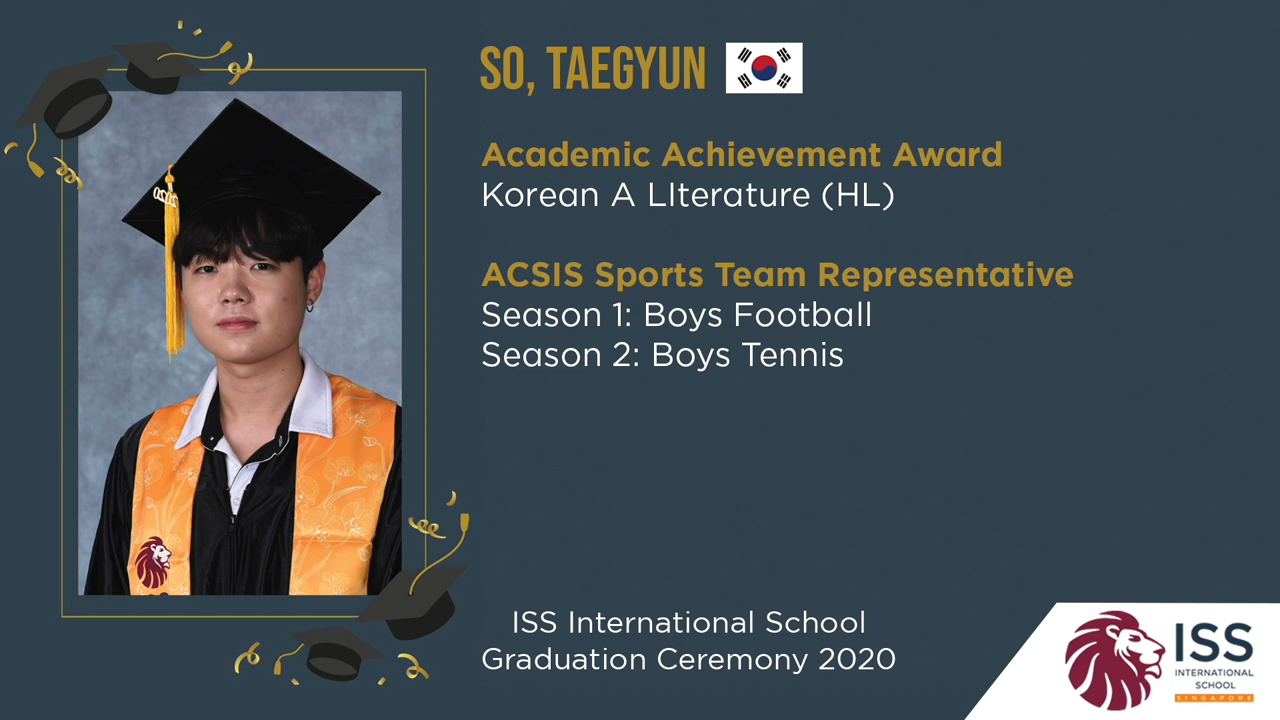 SO, TAEGYUN
Academic Achievement Award
Korean A LIterature (HL)
ACSIS Sports Team Representative
Season 1: Boys Football
Season 2: Boys Tennis
ISS International School
Graduation Ceremony 2020
ISS
INTERNATIONAL
SCHOOL
SINGAPORE